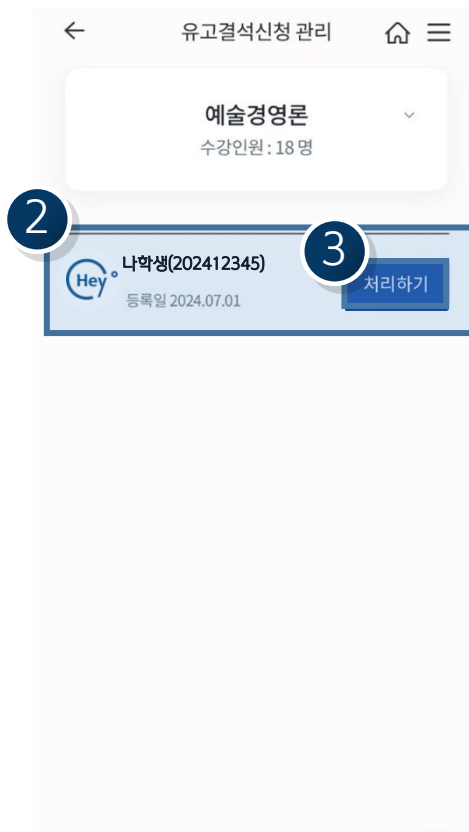 유고결석신청 관리
예술경영론
수강인원 : 18 명
2
3
Hey
나학생(202412345)
처리하기
등록일 2024.07.01